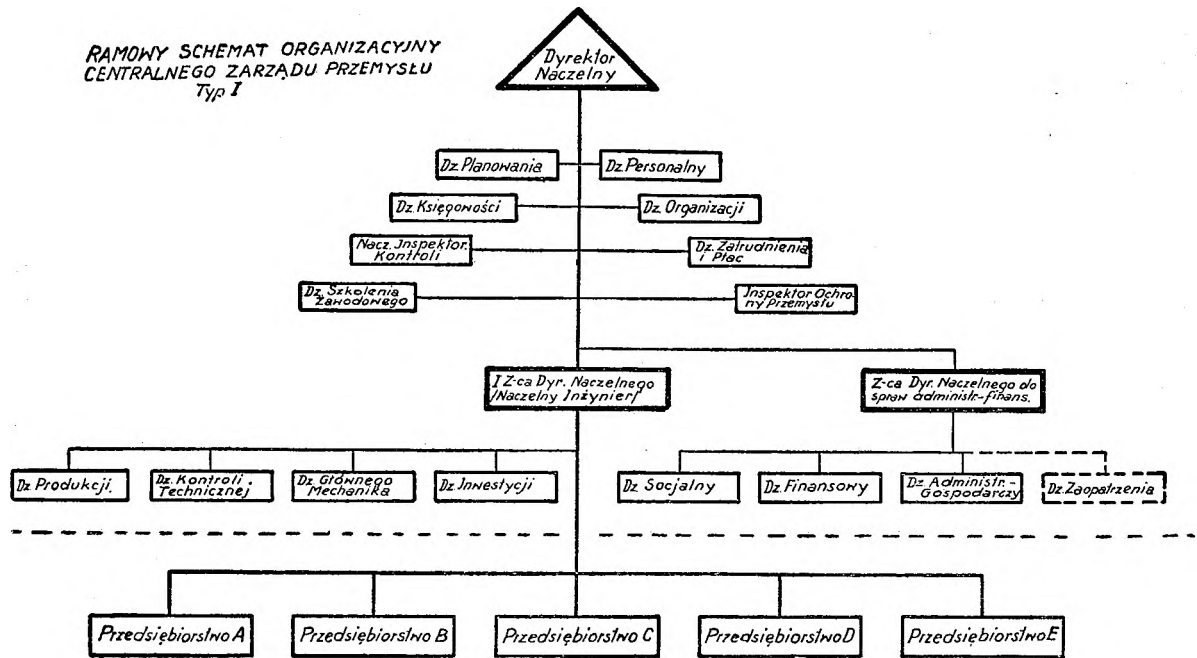 RAMOWY SCHEMAT ORGANIZACYJNY
CENTRALNEGO ZARZĄDU PRZEMYSŁU
Typ I
Dyrektor
Naczelny
Dz. Planowania
Dz. Personalny
Dz. Księgowości
Dz. Organizacji
Nacz. Inspektor.
Kontroli
Dz. Zatrudnienia
i Płac
Dz. Szkolenia
Zawodowego
Inspektor Ochro
ny Przemysłu
I Z-ca Dyr. Naczelnego
/Naczelny Inżynier/
Z-ca Dyr. Naczelnego do
spraw administr.-finans.
Dz. Produkcji.
Dz. Kontroli.
Technicznej
Dz. Głównego
Mechanika
Dz. Inwestycji
Dz. Socjalny
Dz. Finansowy
Dz Administr.-
Gospodarczy
Dz. Zaopatrzenia
Przedsiębiorstwo A
Przedsiębiorstwo B
Przedsiębiorstwo C
Przedsiębiorstwo D
Przedsiębiorstwo E